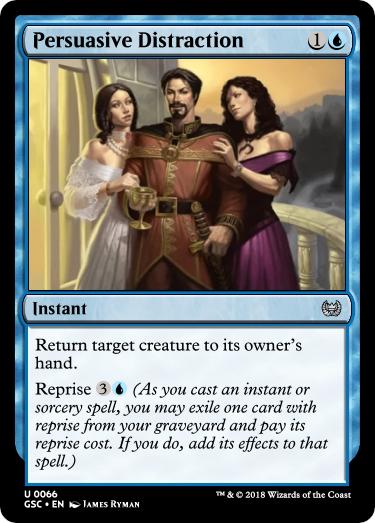 Persuasive Distraction 1
Instant
Return target creature to its owner's
hand.
Reprise 3 (As you cast an instant or
sorcery spell, you may exile one card with
reprise from your graveyard and pay its
reprise cost. If you do, add its effects to that
spell.)
U 0066
GSC • EN James Ryman
™ & © 2018 Wizards of the Coast